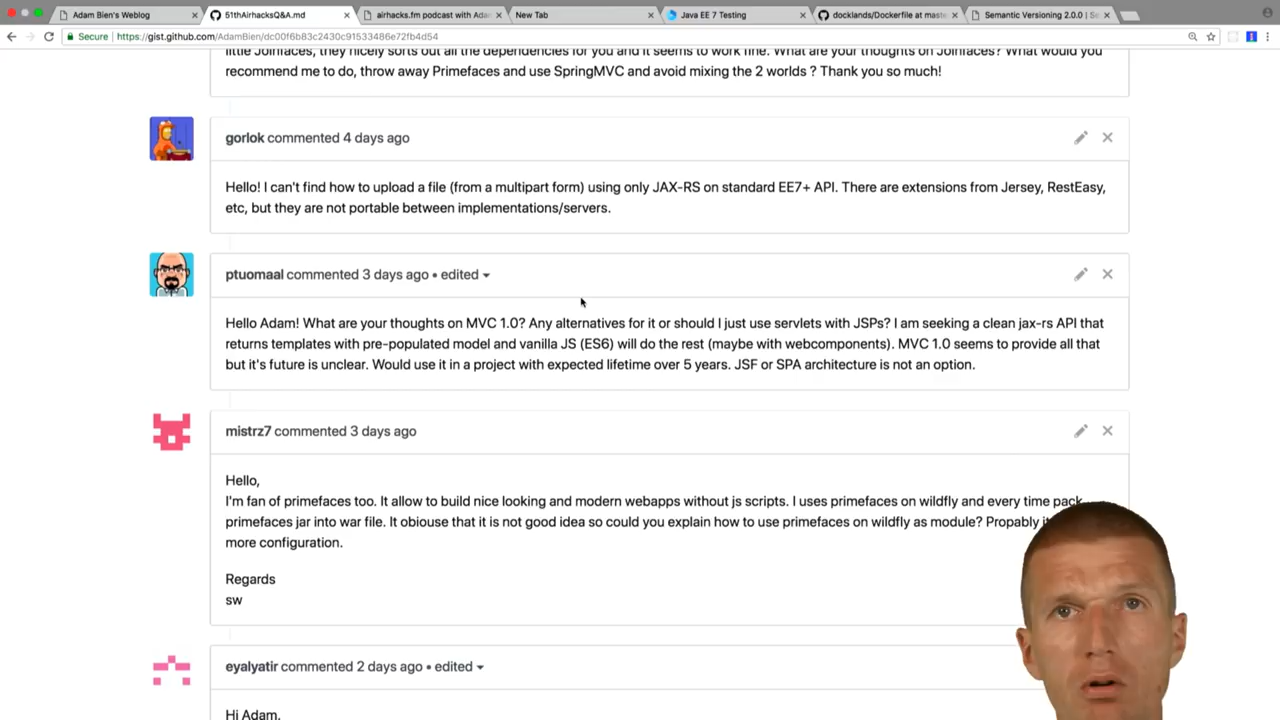 Adam Bien's Weblog
51thAirhacksQ&A.md
airhacks.fm podcast with Adam
New Tab
Java EE 7 Testing
docklands/Dockerfile at maste
Semantic Versioning 2.0.0 | Se
Secure
https://gist.github.com/AdamBien/dc00f6b83c2430c91533486e72fb4d54
little Joinfaces, they nicely sorts out all the dependencies for you and it seems to work fine. What are your thoughts on Joinfaces? What would you
recommend me to do, throw away Primefaces and use SpringMVC and avoid mixing the 2 worlds ? Thank you so much!
gorlok commented 4 days ago
Hello! I can't find how to upload a file (from a multipart form) using only JAX-RS on standard EE7+ API. There are extensions from Jersey, RestEasy,
etc, but they are not portable between implementations/servers.
ptuomaal commented 3 days ago • edited
Hello Adam! What are your thoughts on MVC 1.0? Any alternatives for it or should I just use servlets with JSPs? I am seeking a clean jax-rs API that
returns templates with pre-populated model and vanilla JS (ES6) will do the rest (maybe with webcomponents). MVC 1.0 seems to provide all that
but it's future is unclear. Would use it in a project with expected lifetime over 5 years. JSF or SPA architecture is not an option.
mistrz7 commented 3 days ago
Hello,
I'm fan of primefaces too. It allow to build nice looking and modern webapps without js scripts. I uses primefaces on wildfly and every time pack
primefaces jar into war file. It obiouse that it is not good idea so could you explain how to use primefaces on wildfly as module? Propably
more configuration.
Regards
sw
eyalyatir commented 2 days ago • edited
Hi Adam,